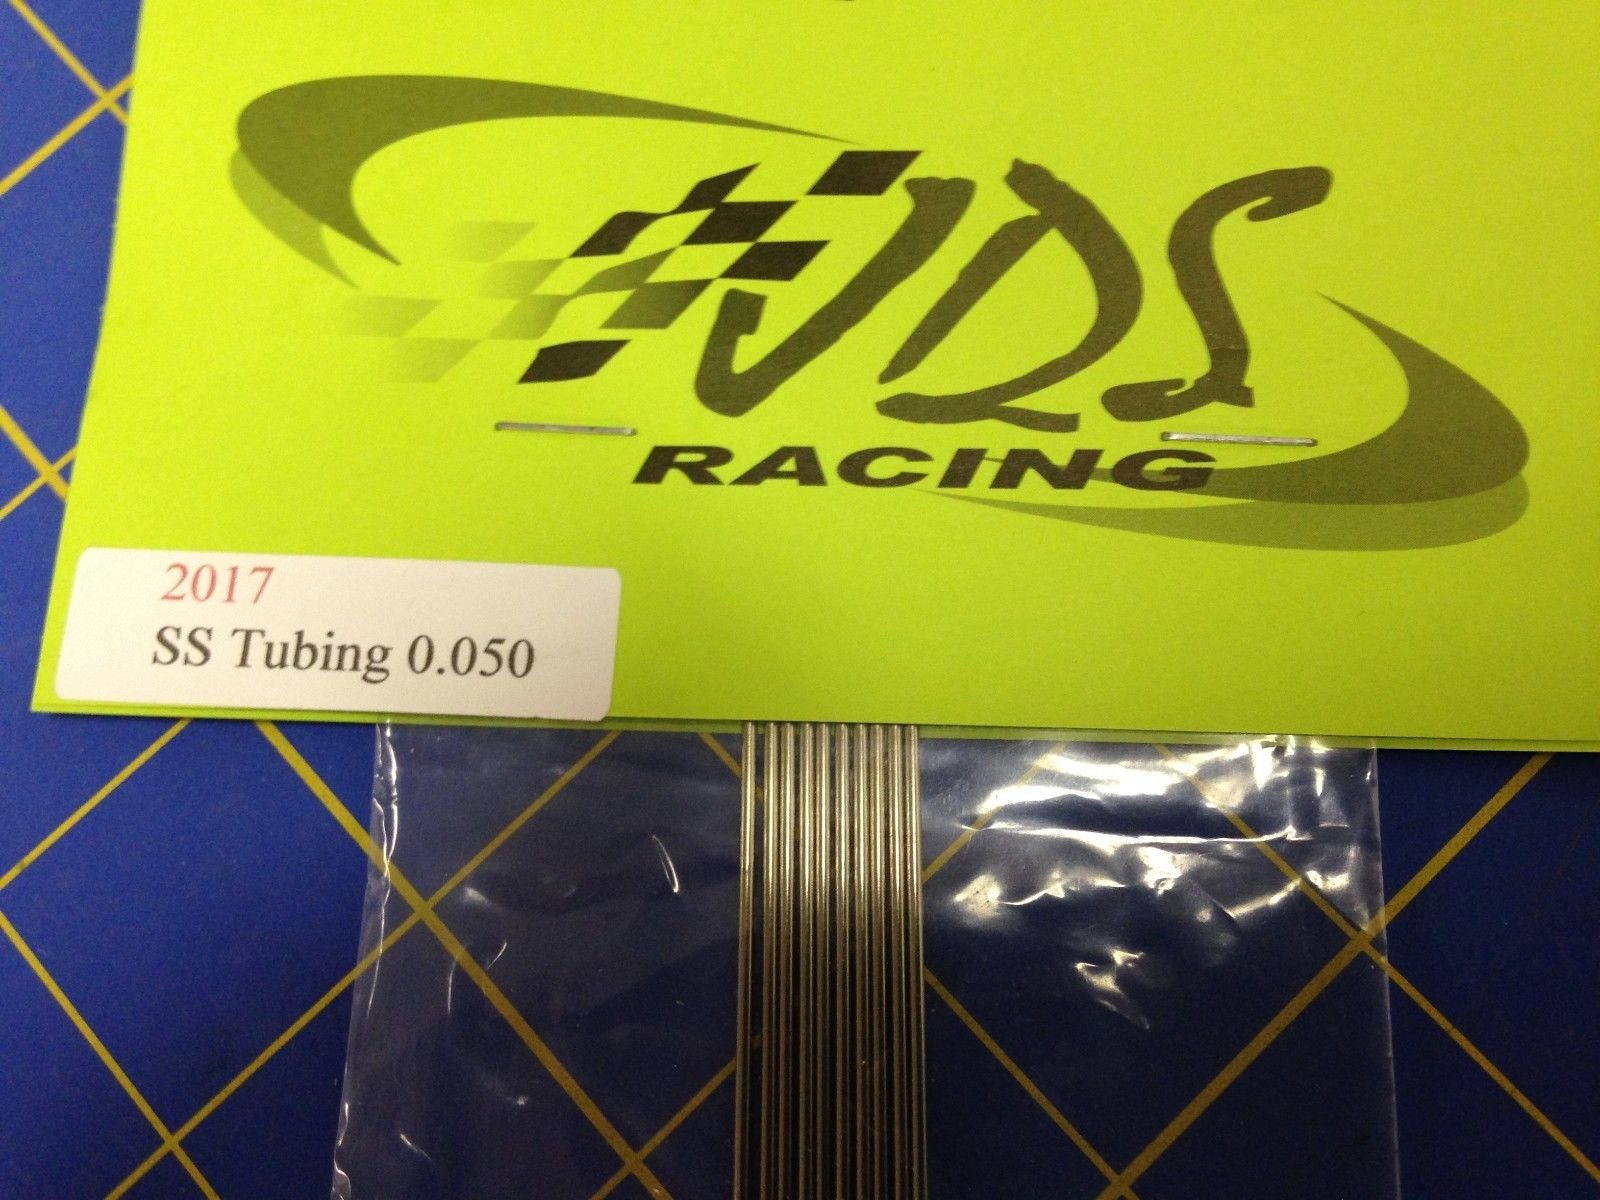 JDS
RACING
2017
SS Tubing 0.050